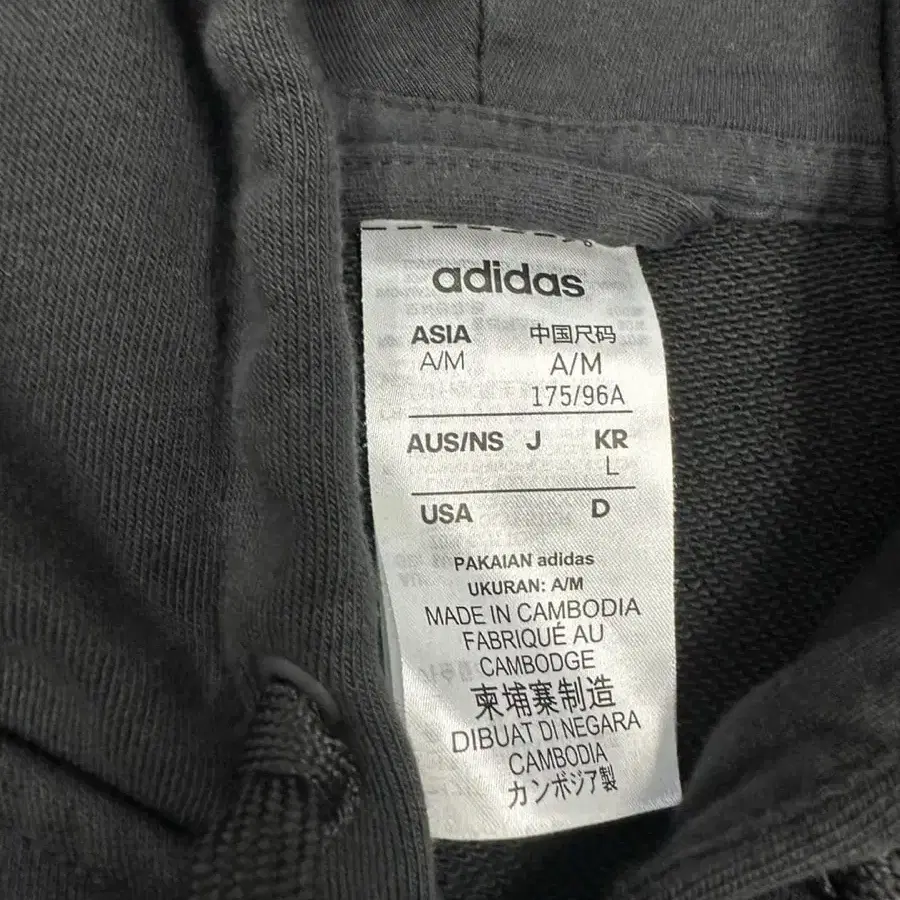 adidas
ASIA 中国尺码
A/M A/M
175/96A
AUS/NS J KR
L
USA D
PAKAIAN adidas
UKURAN: A/M
MADE IN CAMBODIA
FABRIQUÉ AU
CAMBODGE
柬埔寨制造
DIBUAT DI NEGARA
CAMBODIA
カンボジア製